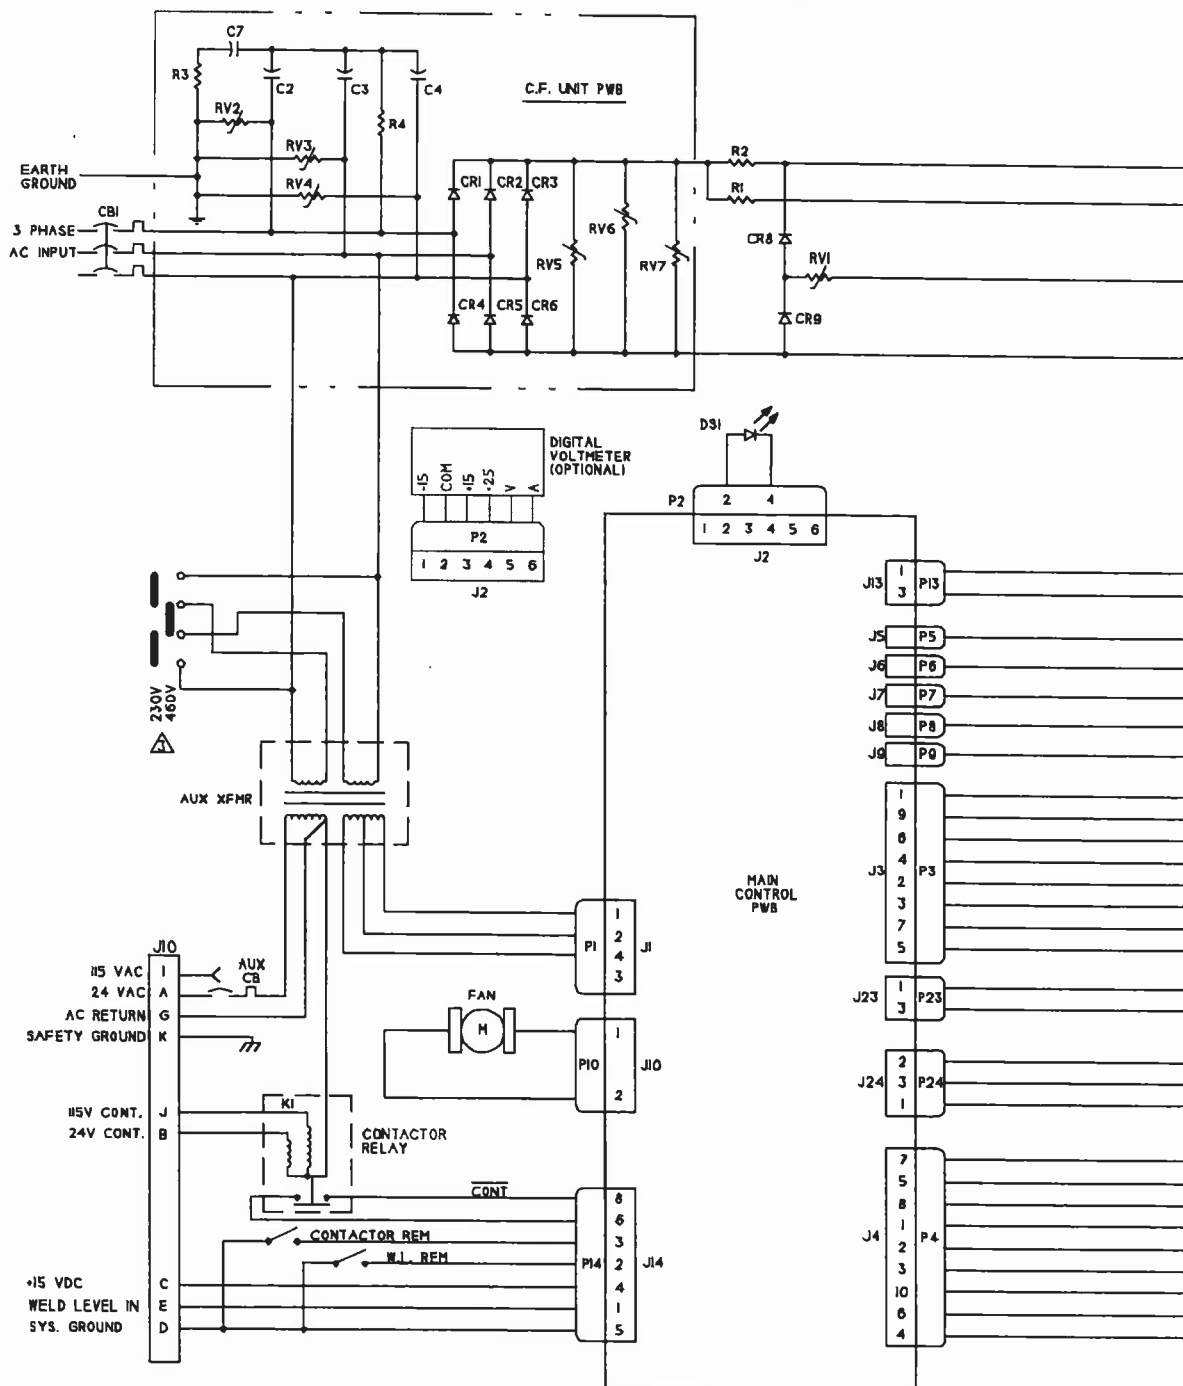 C7
R3
C2
C3
C4
C.F. UNIT PWB
RV2
R4
RV3
EARTH
GROUND
RV4
CR1
CR2
CR3
R2
R1
CB1
3 PHASE
AC INPUT
RV6
RV5
RV7
CR8
RV1
CR4
CR5
CR6
CR9
DS1
DIGITAL
VOLTMETER
(OPTIONAL)
-15
COM
+15
+25
V
A
P2
1 2 3 4 5 6
J2
P2
2 4
1 2 3 4 5 6
J2
J13
1
3
P13
J5 P5
J6 P6
J7 P7
J8 P8
J9 P9
230V
460V
3
AUX XFMR
J3
1
9
6
4
2
3
7
5
P3
MAIN
CONTROL
PWB
P1
1
2
4
3
J1
J10
115 VAC I
24 VAC A
AC RETURN G
SAFETY GROUND K
AUX
CB
FAN
M
P10
1
2
J10
J23
1
3
P23
J24
2
3
1
P24
115V CONT. J
24V CONT. B
K1
CONTACTOR
RELAY
CONT
CONTACTOR REM
W.L. REM
P14
8
6
3
2
4
1
5
J14
J4
7
5
8
1
2
3
10
6
4
P4
+15 VDC C
WELD LEVEL IN E
SYS. GROUND D